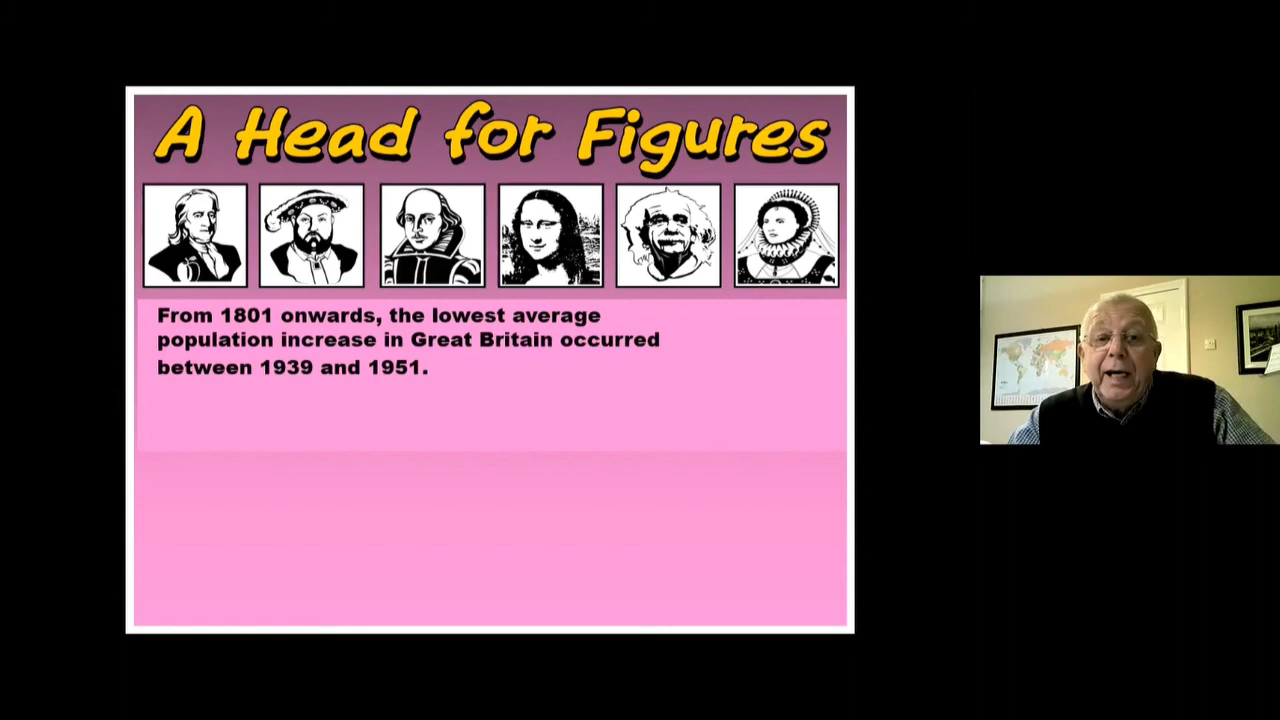 A Head for Figures
From 1801 onwards, the lowest average
population increase in Great Britain occurred
between 1939 and 1951.